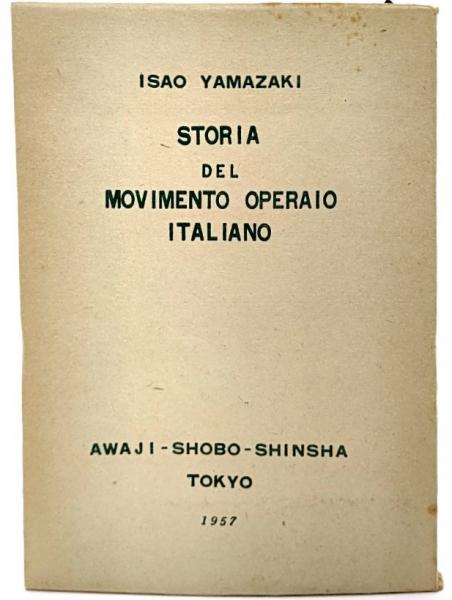 ISAO YAMAZAKI
STORIA
DEL
MOVIMENTO OPERAIO
ITALIANO
AWAJI-SHOBO-SHINSHA
TOKYO
1957